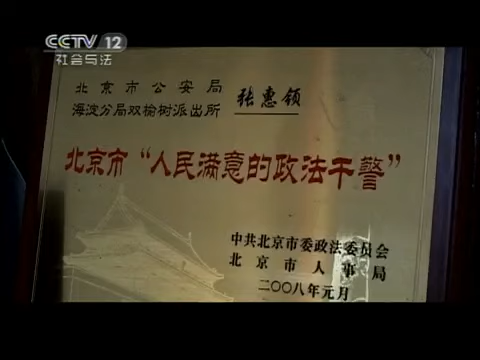 CCTV 12
社会与法
北京市公安局
海淀分局双榆树派出所 张惠领
北京市“人民满意的政法干警”
中共北京市委政法委员会
北京市人事局
二〇〇八年元月